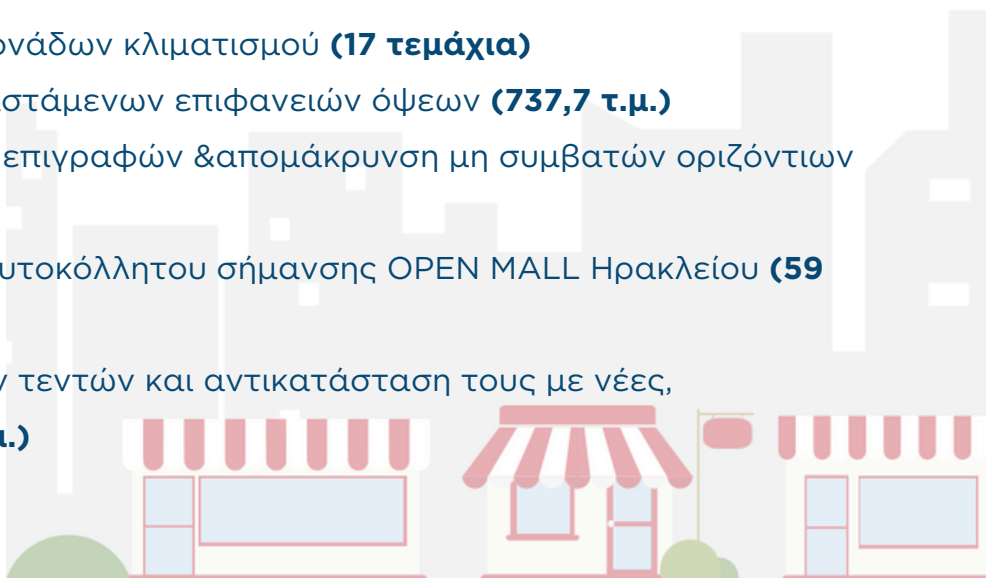 ονάδων κλιματισμού (17 τεμάχια)
στάμενων επιφανειών όψεων (737,7 τ.μ.)
επιγραφών &απομάκρυνση μη συμβατών οριζόντιων
υτοκόλλητου σήμανσης OPEN MALL Ηρακλείου (59
ν τεντών και αντικατάσταση τους με νέες,
μ.)